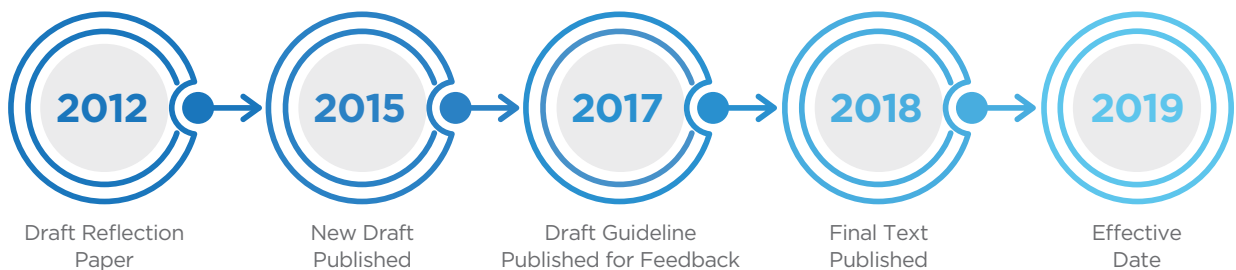 2012
2015
2017
2018
2019
Draft Reflection
Paper
New Draft
Published
Draft Guideline
Published for Feedback
Final Text
Published
Effective
Date